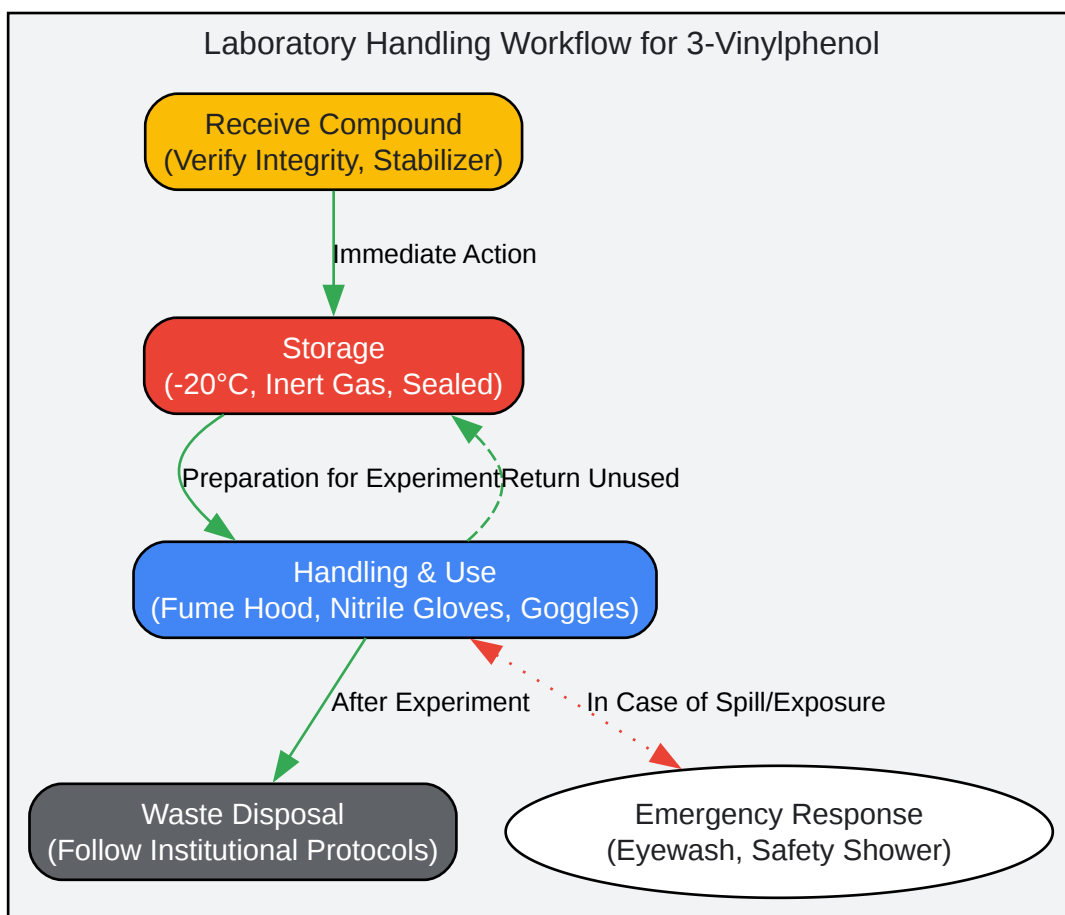 Laboratory Handling Workflow for 3-Vinylphenol
Receive Compound
(Verify Integrity, Stabilizer)
Immediate Action
Storage
(-20°C, Inert Gas, Sealed)
Preparation for Experiment
Return Unused
Handling & Use
(Fume Hood, Nitrile Gloves, Goggles)
After Experiment
In Case of Spill/Exposure
Waste Disposal
(Follow Institutional Protocols)
Emergency Response
(Eyewash, Safety Shower)